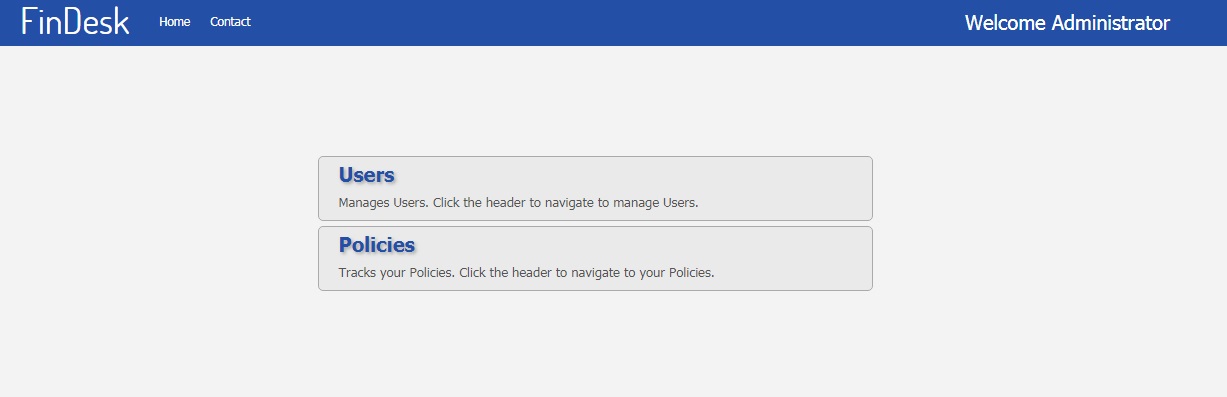 FinDesk Home Contact Welcome Administrator
Users
Manages Users. Click the header to navigate to manage Users.
Policies
Tracks your Policies. Click the header to navigate to your Policies.